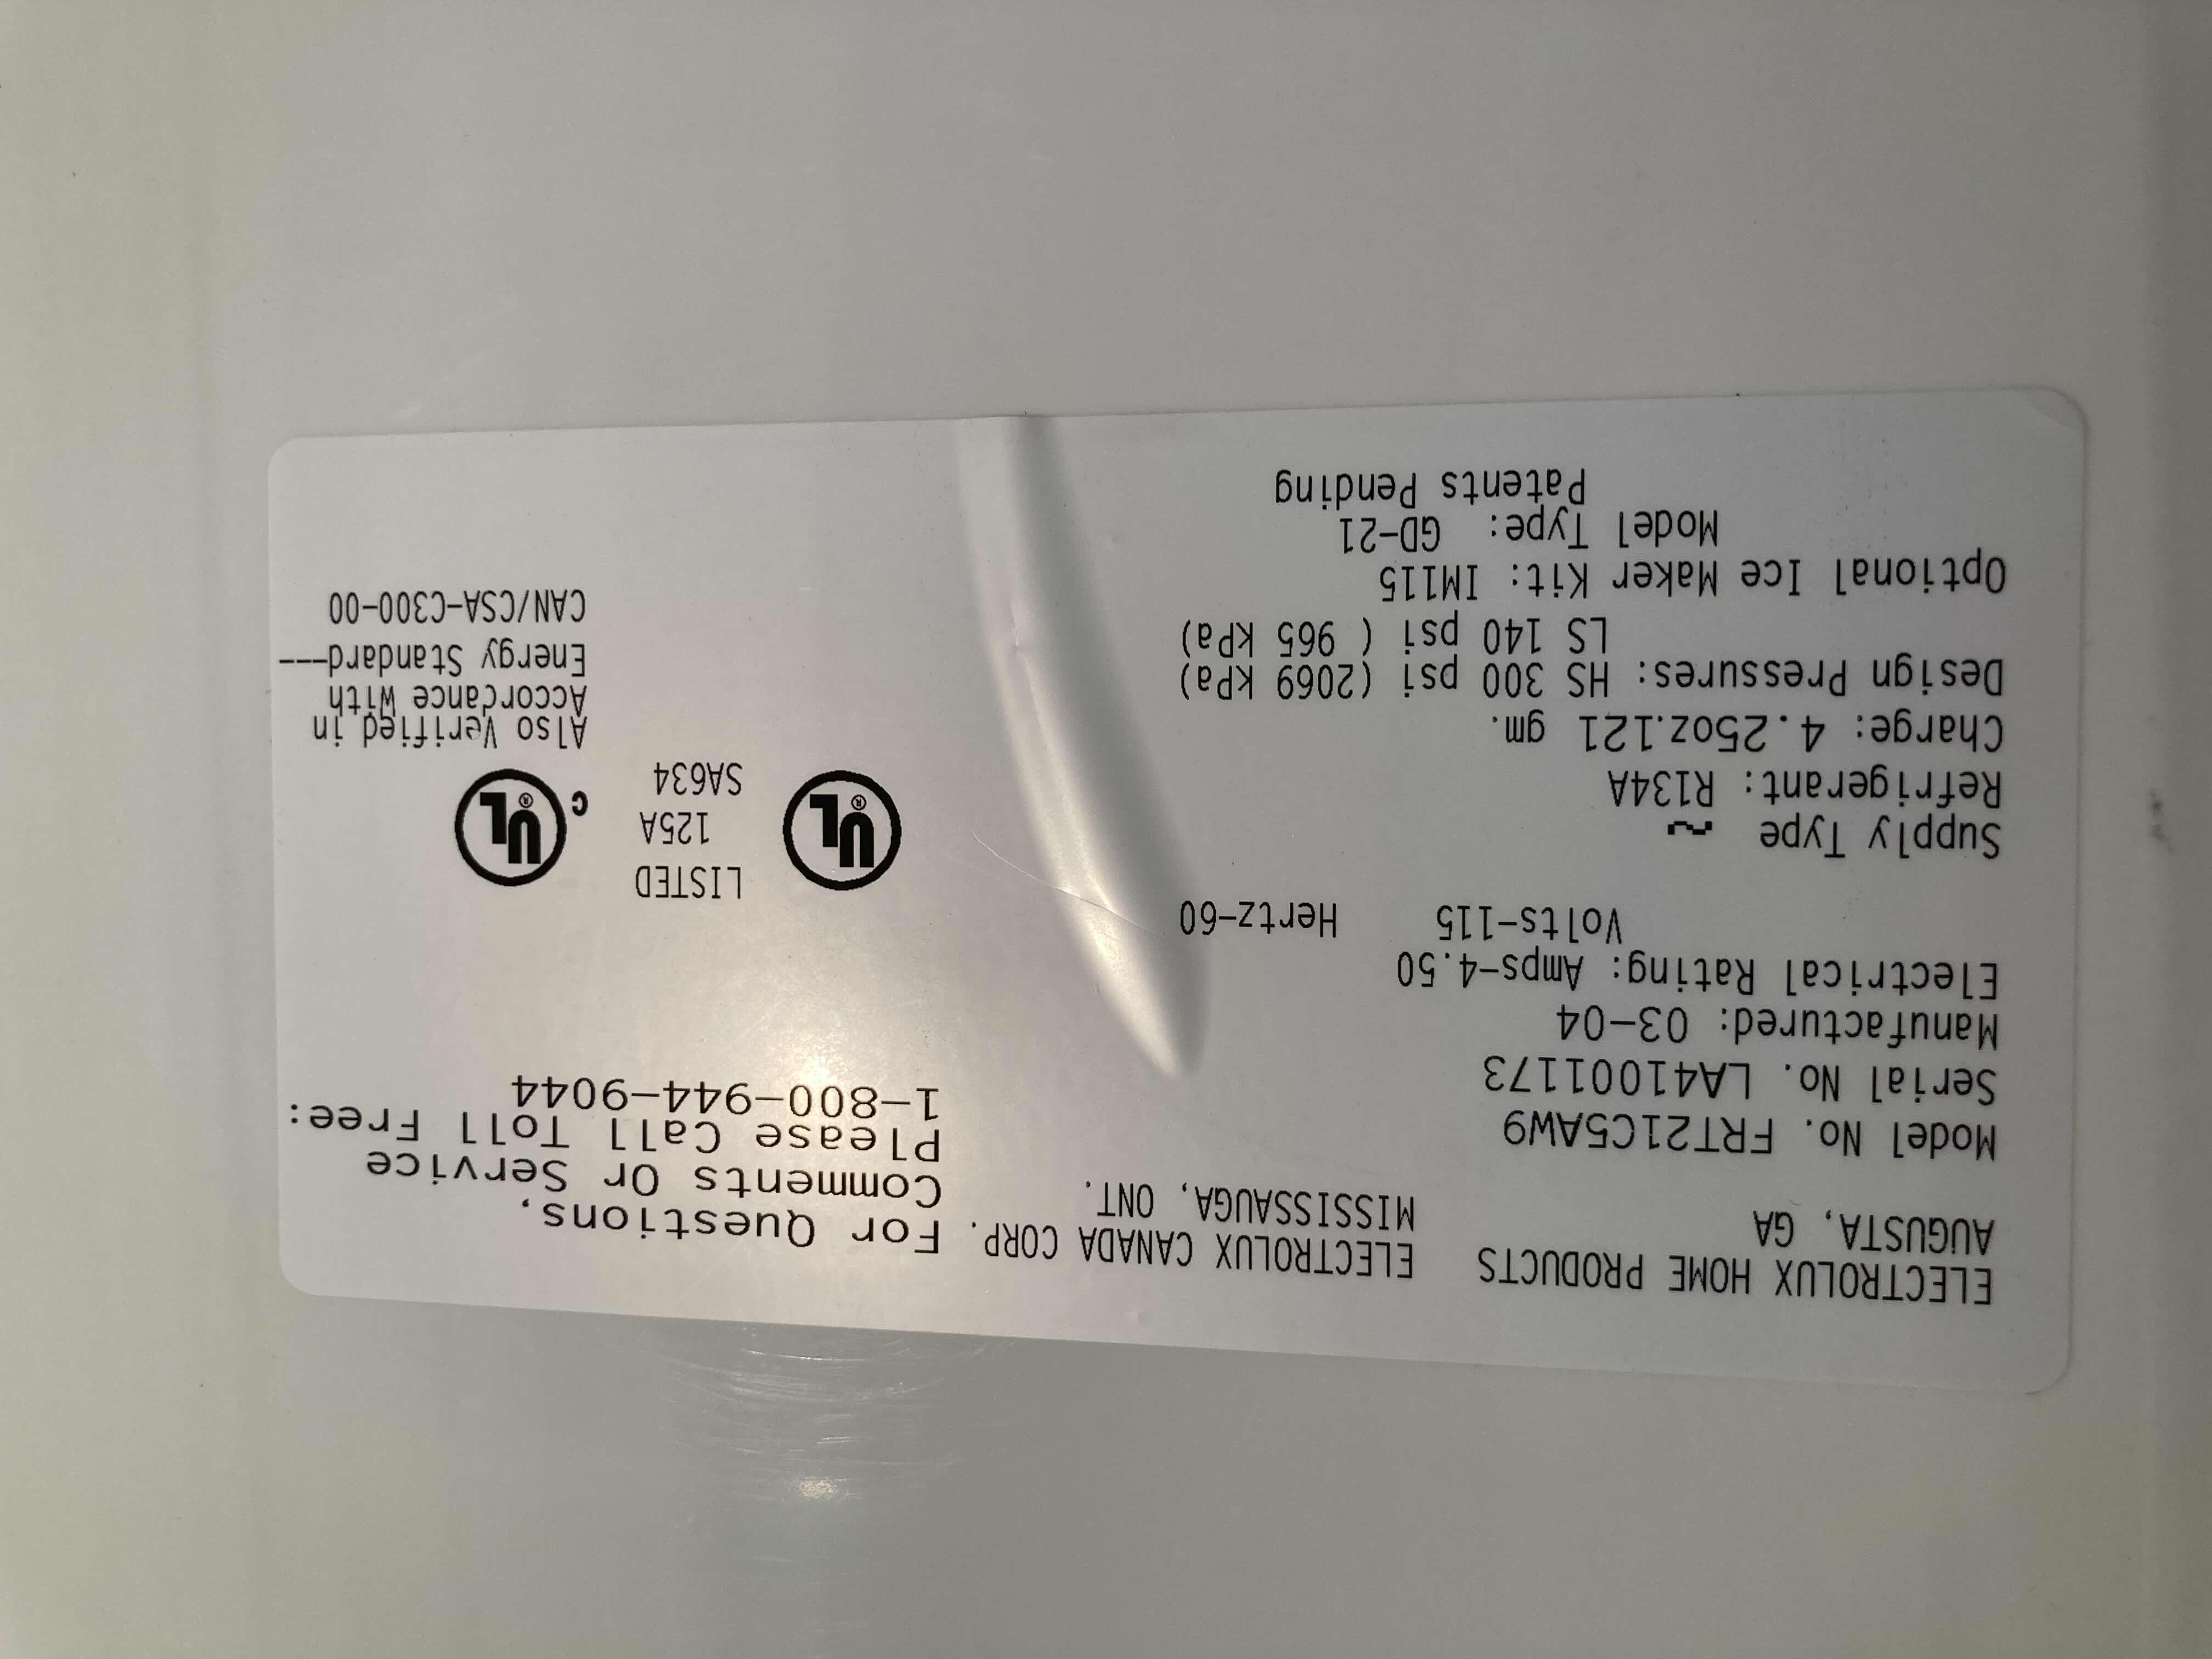 ELECTROLUX HOME PRODUCTS ELECTROLUX CANADA CORP.
AUGUSTA, GA MISSISSAUGA, ONT.
For Questions,
Comments Or Service
Please Call Toll Free:
1-800-944-9044
Model No. FRT21C5AW9
Serial No. LA41001173
Manufactured: 03-04
Electrical Rating: Amps-4.50
Volts-115 Hertz-60
Supply Type ~
Refrigerant: R134A
Charge: 4.25oz.121 gm.
Design Pressures: HS 300 psi (2069 kPa)
LS 140 psi ( 965 kPa)
Optional Ice Maker Kit: IM115
Model Type: GD-21
Patents Pending
UL®
LISTED
125A
SA634
c UL®
Also Verified in
Accordance With
Energy Standard---
CAN/CSA-C300-00